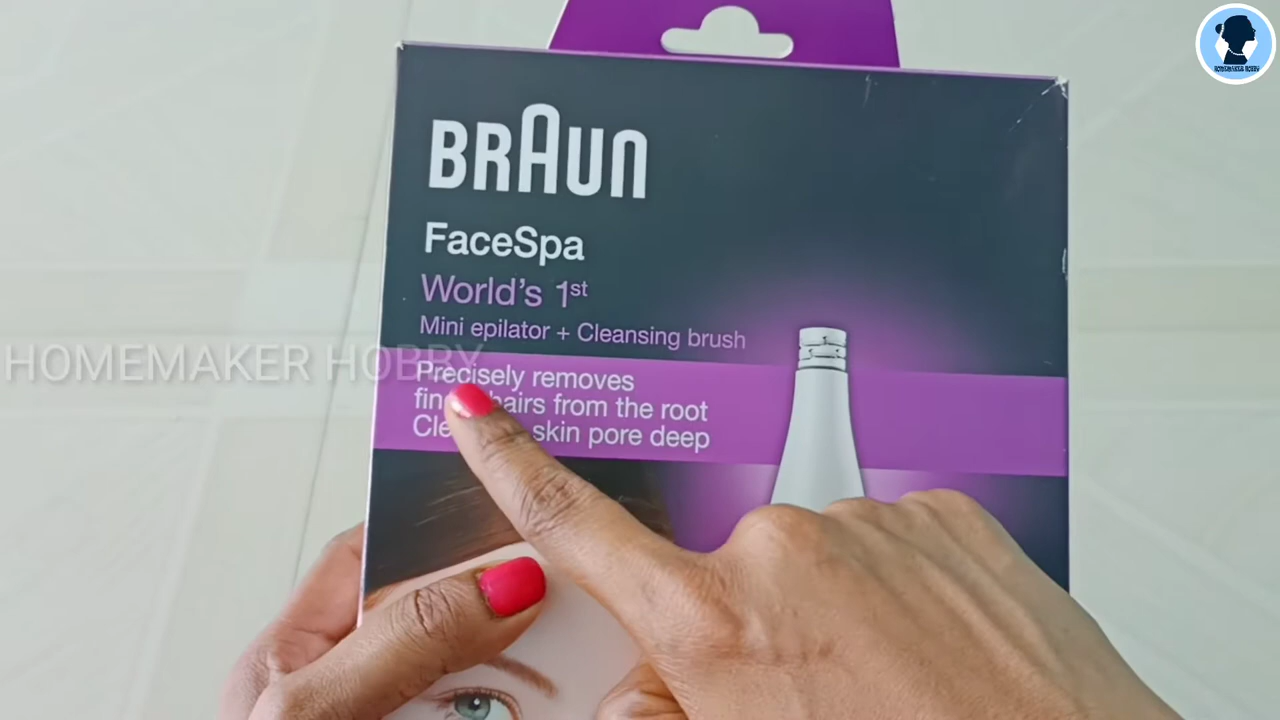 BRAUN
FaceSpa
World's 1st
Mini epilator + Cleansing brush
HOMEMAKER HOBBY
Precisely removes
hairs from the root
skin pore deep